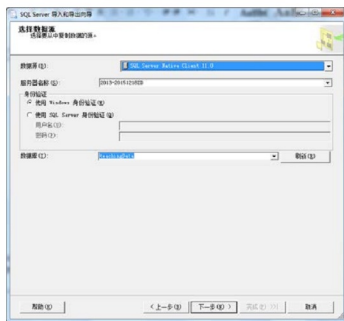 SQL Server 导入和导出向导
选择数据源
选择要从中复制数据的源。
数据源(D):
SQL Server Native Client 11.0
服务器名称(S):
身份验证
使用 Windows 身份验证(W)
使用 SQL Server 身份验证(Q)
用户名(U):
密码(P):
数据库(T):
刷新(R)
帮助(H)
<上一步(B)
下一步(N) >
完成(F)
取消